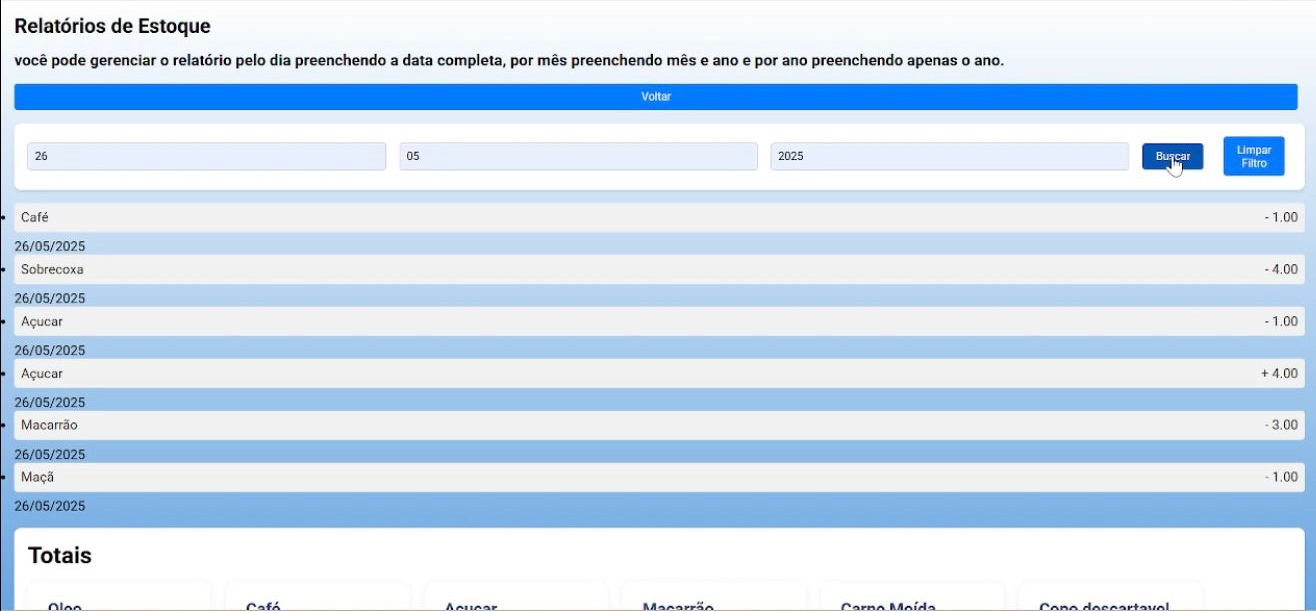 Relatórios de Estoque
você pode gerenciar o relatório pelo dia preenchendo a data completa, por mês preenchendo mês e ano e por ano preenchendo apenas o ano.
Voltar
26 05 2025 Buscar Limpar Filtro
Café - 1.00
26/05/2025
Sobrecoxa - 4.00
26/05/2025
Açucar - 1.00
26/05/2025
Açucar + 4.00
26/05/2025
Macarrão - 3.00
26/05/2025
Maçã - 1.00
26/05/2025
Totais
Oleo Café Açucar Macarrão Carne Moída Copo descartavel